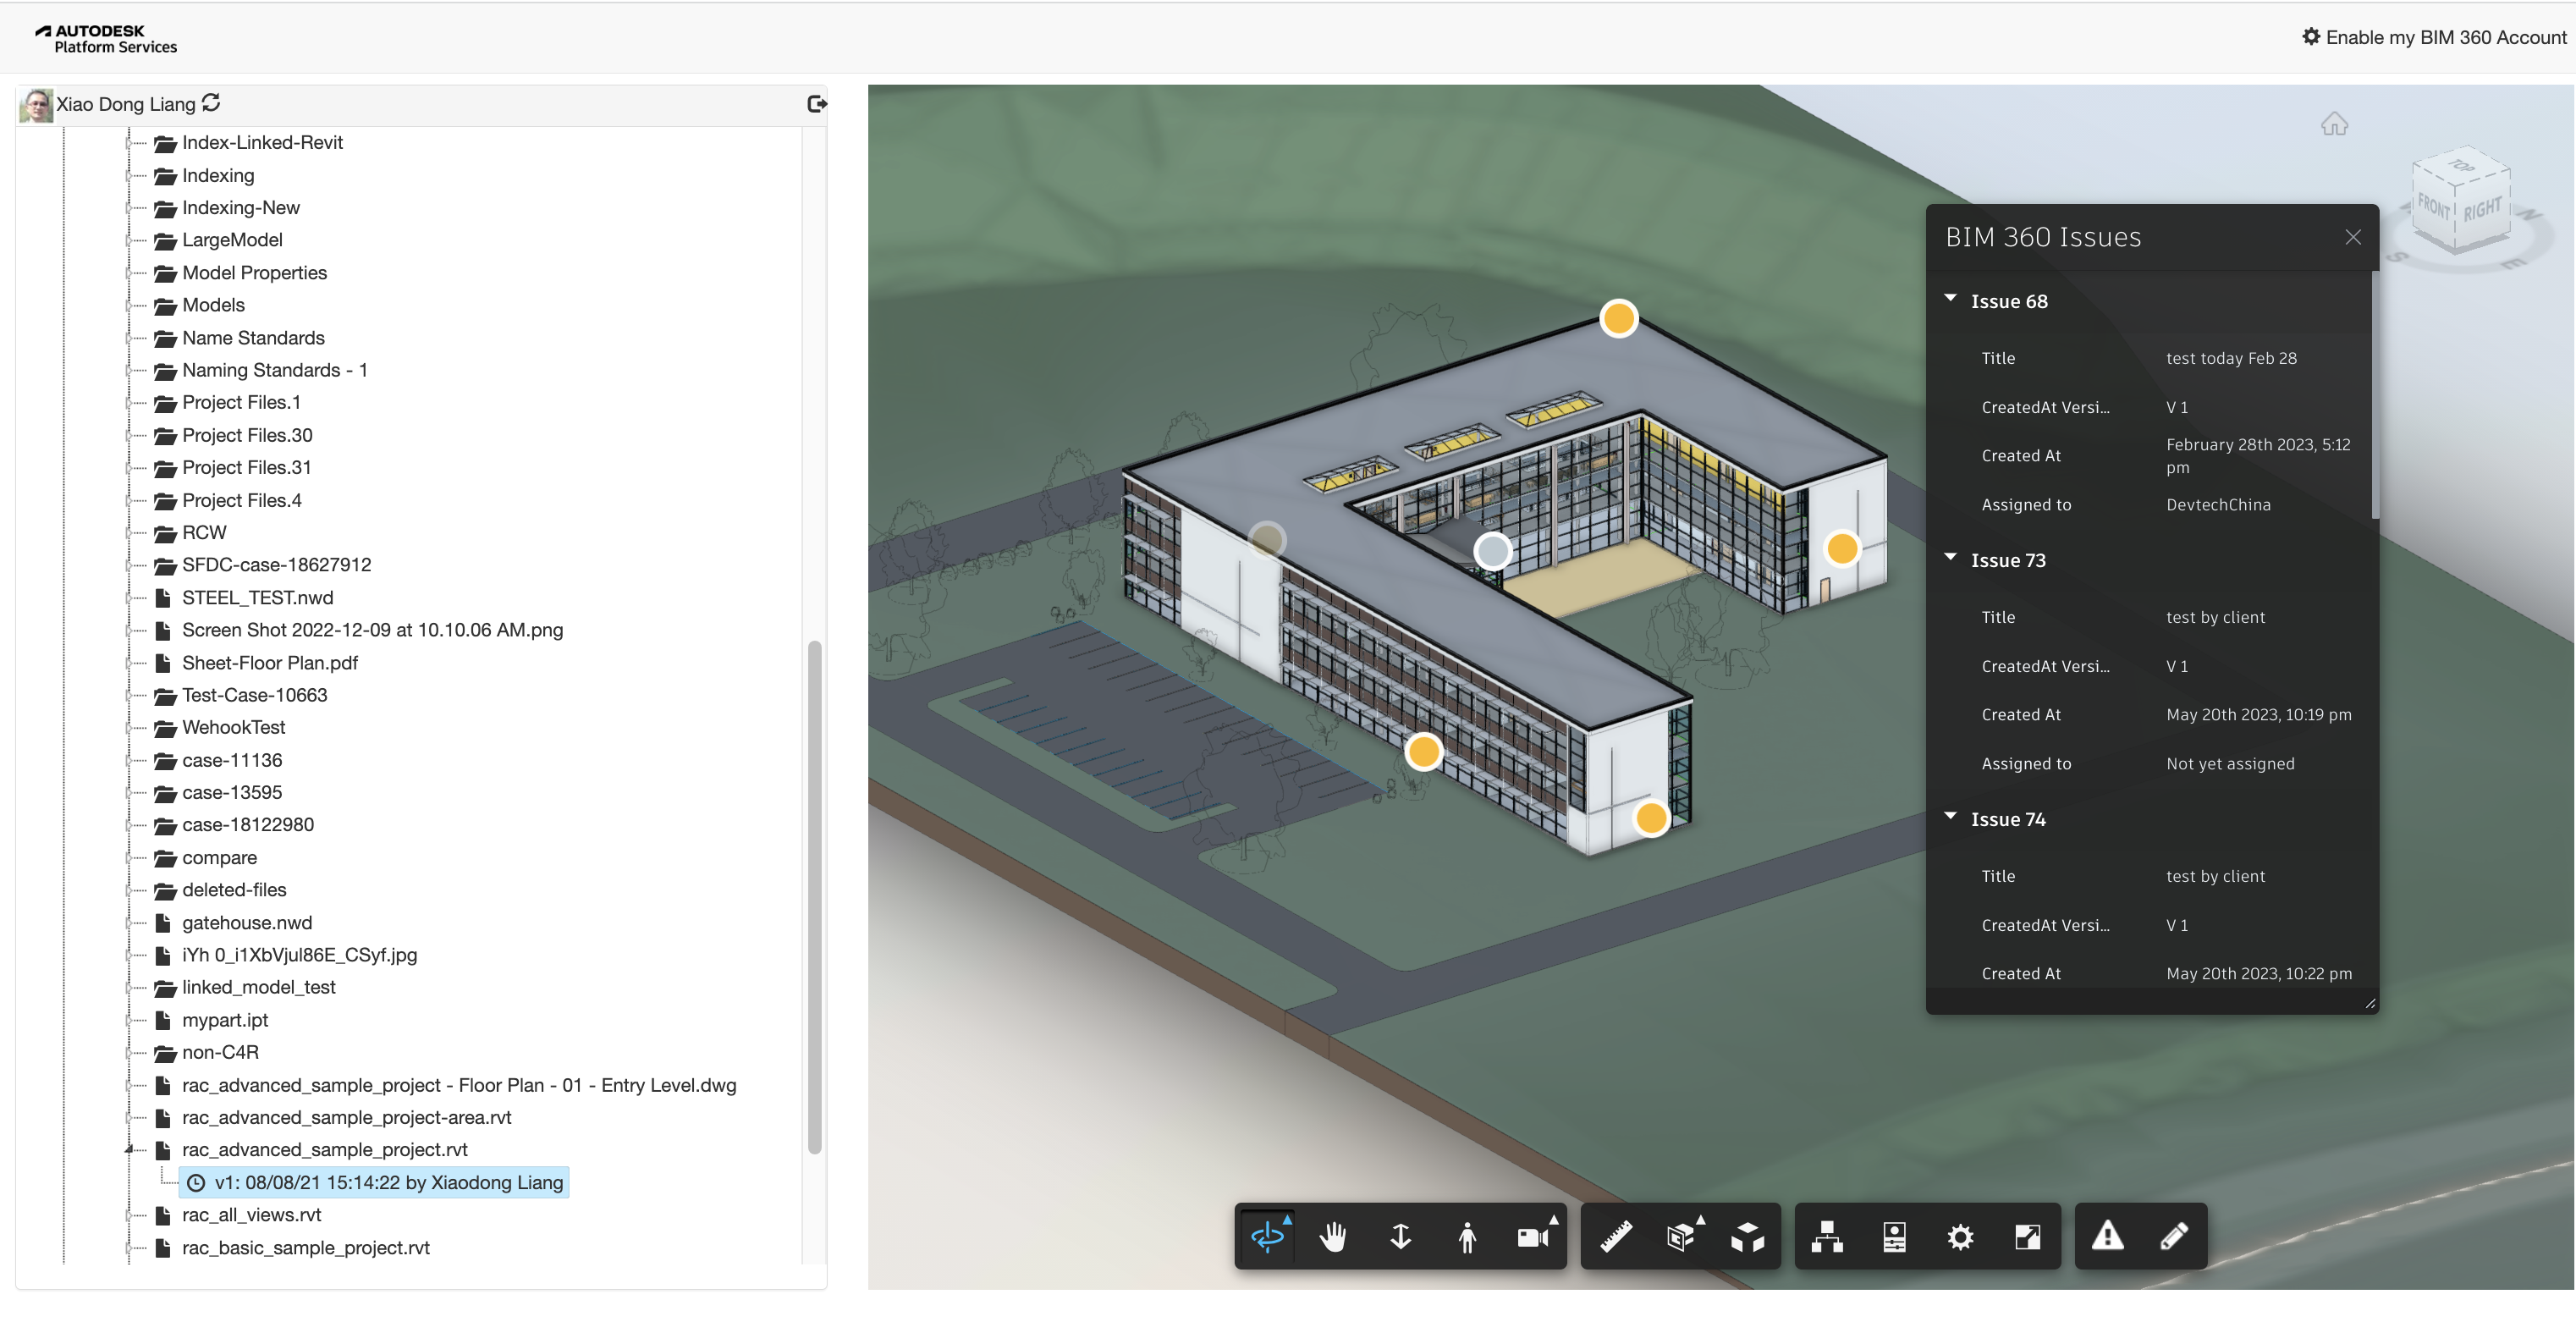 AUTODESK
Platform Services
Enable my BIM 360 Account
Xiao Dong Liang
Index-Linked-Revit
Indexing
Indexing-New
LargeModel
Model Properties
Models
Name Standards
Naming Standards - 1
Project Files.1
Project Files.30
Project Files.31
Project Files.4
RCW
SFDC-case-18627912
STEEL_TEST.nwd
Screen Shot 2022-12-09 at 10.10.06 AM.png
Sheet-Floor Plan.pdf
Test-Case-10663
WehookTest
case-11136
case-13595
case-18122980
compare
deleted-files
gatehouse.nwd
iYh 0_i1XbVjul86E_CSyf.jpg
linked_model_test
mypart.ipt
non-C4R
rac_advanced_sample_project - Floor Plan - 01 - Entry Level.dwg
rac_advanced_sample_project-area.rvt
rac_advanced_sample_project.rvt
v1: 08/08/21 15:14:22 by Xiaodong Liang
rac_all_views.rvt
rac_basic_sample_project.rvt
TOP
FRONT
RIGHT
N
S
E
BIM 360 Issues
Issue 68
Title test today Feb 28
CreatedAt Versi... V 1
Created At February 28th 2023, 5:12
pm
Assigned to DevtechChina
Issue 73
Title test by client
CreatedAt Versi... V 1
Created At May 20th 2023, 10:19 pm
Assigned to Not yet assigned
Issue 74
Title test by client
CreatedAt Versi... V 1
Created At May 20th 2023, 10:22 pm